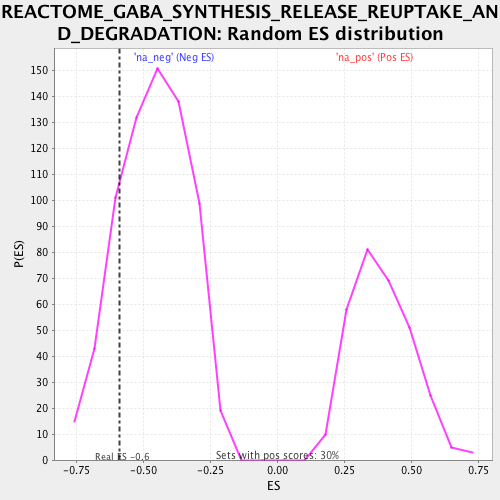 REACTOME_GABA_SYNTHESIS_RELEASE_REUPTAKE_AN
D_DEGRADATION: Random ES distribution
'na_neg' (Neg ES)
'na_pos' (Pos ES)
150
140
130
120
110
100
90
80
70
60
50
40
30
20
10
0
P(ES)
Real ES -0.6
Sets with pos scores: 30%
-0.75
-0.50
-0.25
0.00
0.25
0.50
0.75
ES